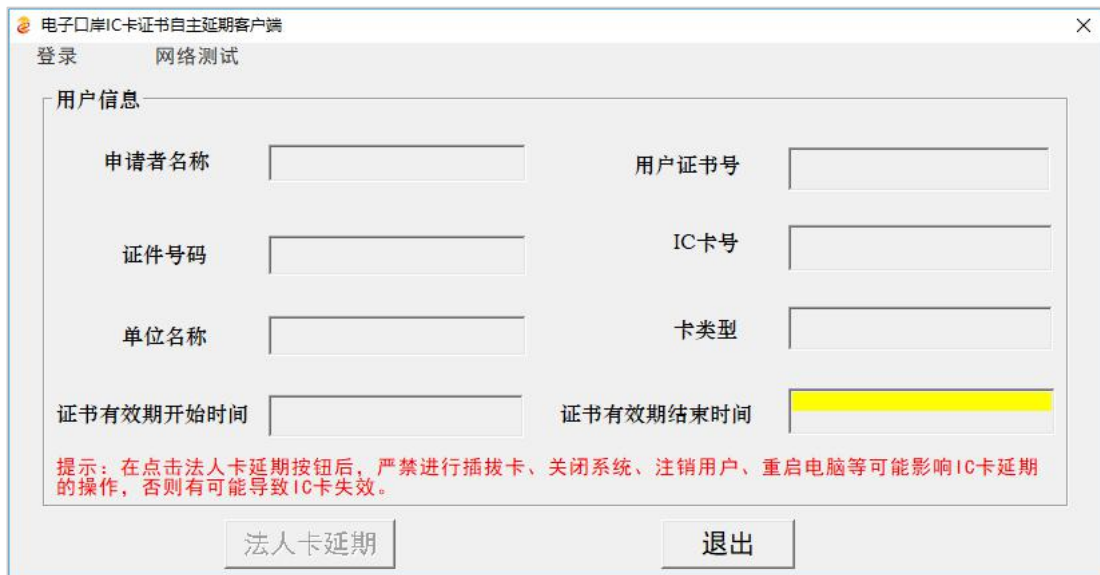 电子口岸IC卡证书自主延期客户端
登录 网络测试
用户信息
申请者名称 用户证书号
证件号码 IC卡号
单位名称 卡类型
证书有效期开始时间 证书有效期结束时间
提示：在点击法人卡延期按钮后，严禁进行插拔卡、关闭系统、注销用户、重启电脑等可能影响IC卡延期
的操作，否则有可能导致IC卡失效。
法人卡延期 退出